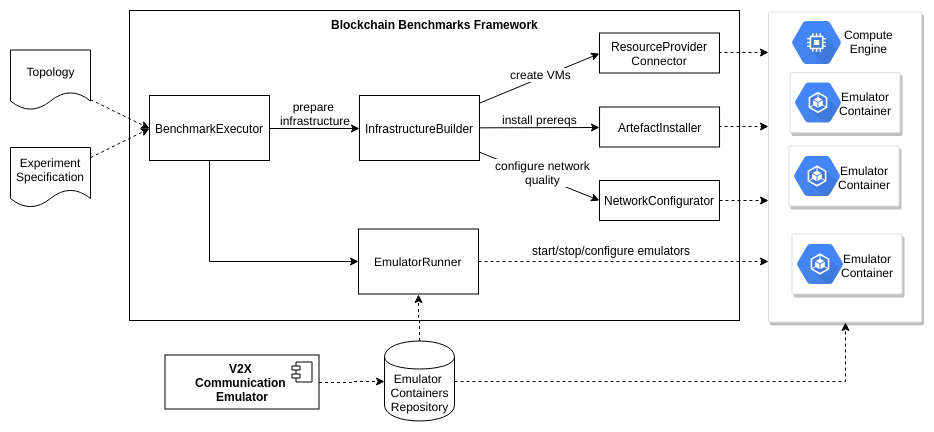 Blockchain Benchmarks Framework
Topology
Experiment
Specification
BenchmarkExecutor
prepare
infrastructure
InfrastructureBuilder
create VMs
install prereqs
configure network
quality
ResourceProvider
Connector
ArtefactInstaller
NetworkConfigurator
EmulatorRunner
start/stop/configure emulators
Compute
Engine
Emulator
Container
Emulator
Container
Emulator
Container
V2X
Communication
Emulator
Emulator
Containers
Repository